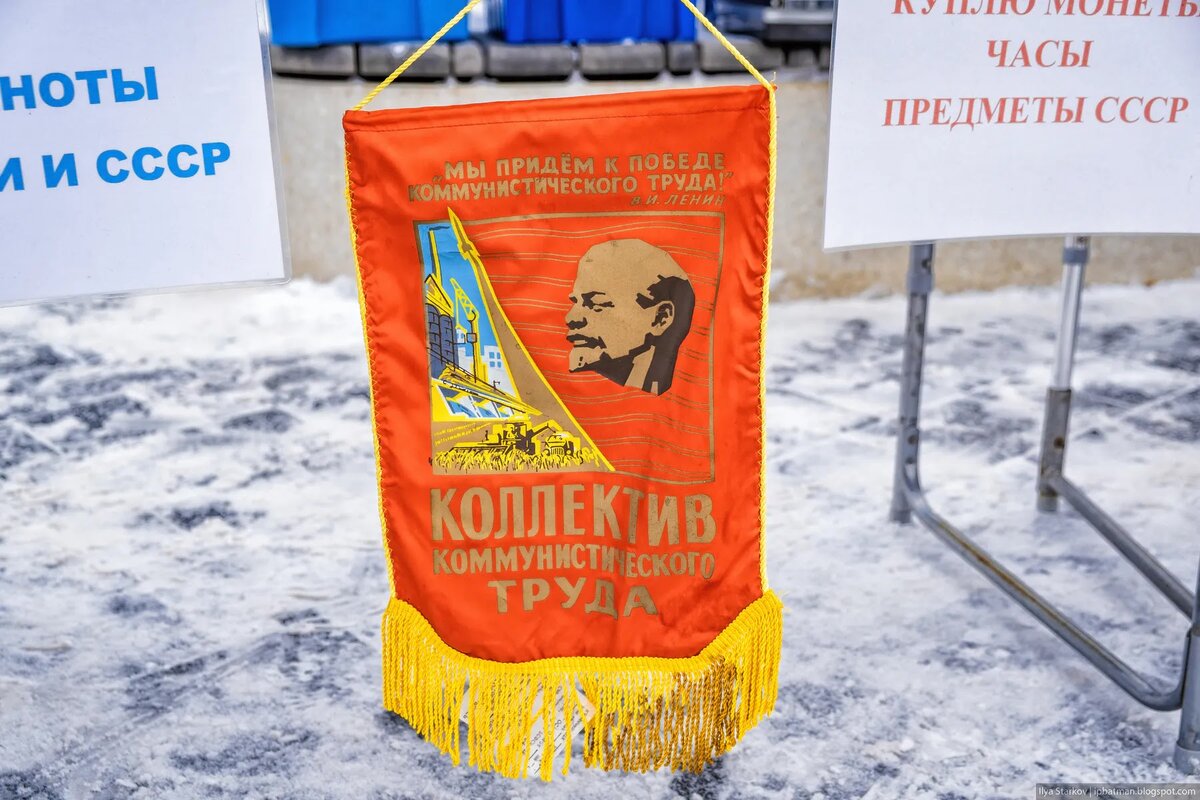 НОТЫ
И И СССР
КУПЛЮ МОНЕТЫ
ЧАСЫ
ПРЕДМЕТЫ СССР
„МЫ ПРИДЁМ К ПОБЕДЕ
КОММУНИСТИЧЕСКОГО ТРУДА!"
В.И. ЛЕНИН
КОЛЛЕКТИВ
КОММУНИСТИЧЕСКОГО
ТРУДА
Ilya Starkov | iphatman.blogspot.com